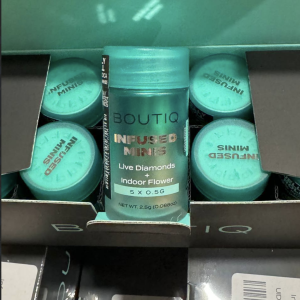 INFUSED
MINIS
INFUSED
MINIS
BOUTIQ
INFUSED
MINIS
Live Diamonds
+
Indoor Flower
5 X 0.5G
INFUSED
MINIS
INFUSED
MINIS
BOUTIQ